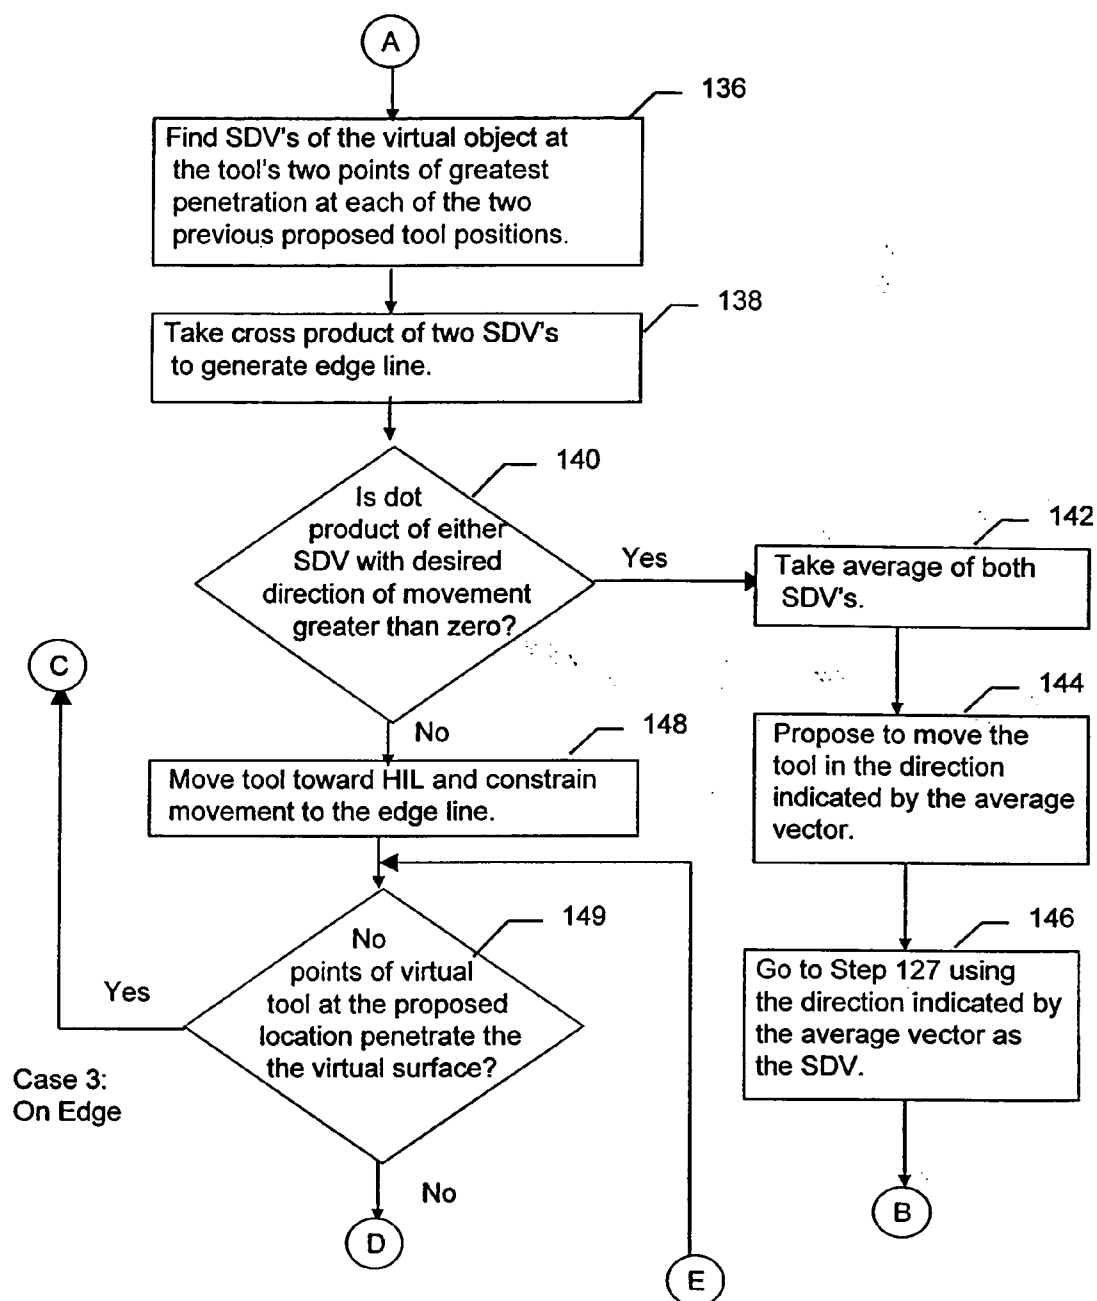 A
136
Find SDV's of the virtual object at
the tool's two points of greatest
penetration at each of the two
previous proposed tool positions.
138
Take cross product of two SDV's
to generate edge line.
140
Is dot
product of either
SDV with desired
direction of movement
greater than zero?
Yes
142
Take average of both
SDV's.
C
No
144
Propose to move the
tool in the direction
indicated by the average
vector.
148
Move tool toward HIL and constrain
movement to the edge line.
149
No
points of virtual
tool at the proposed
location penetrate the
the virtual surface?
Yes
Case 3:
On Edge
146
Go to Step 127 using
the direction indicated by
the average vector as
the SDV.
No
D
B
E